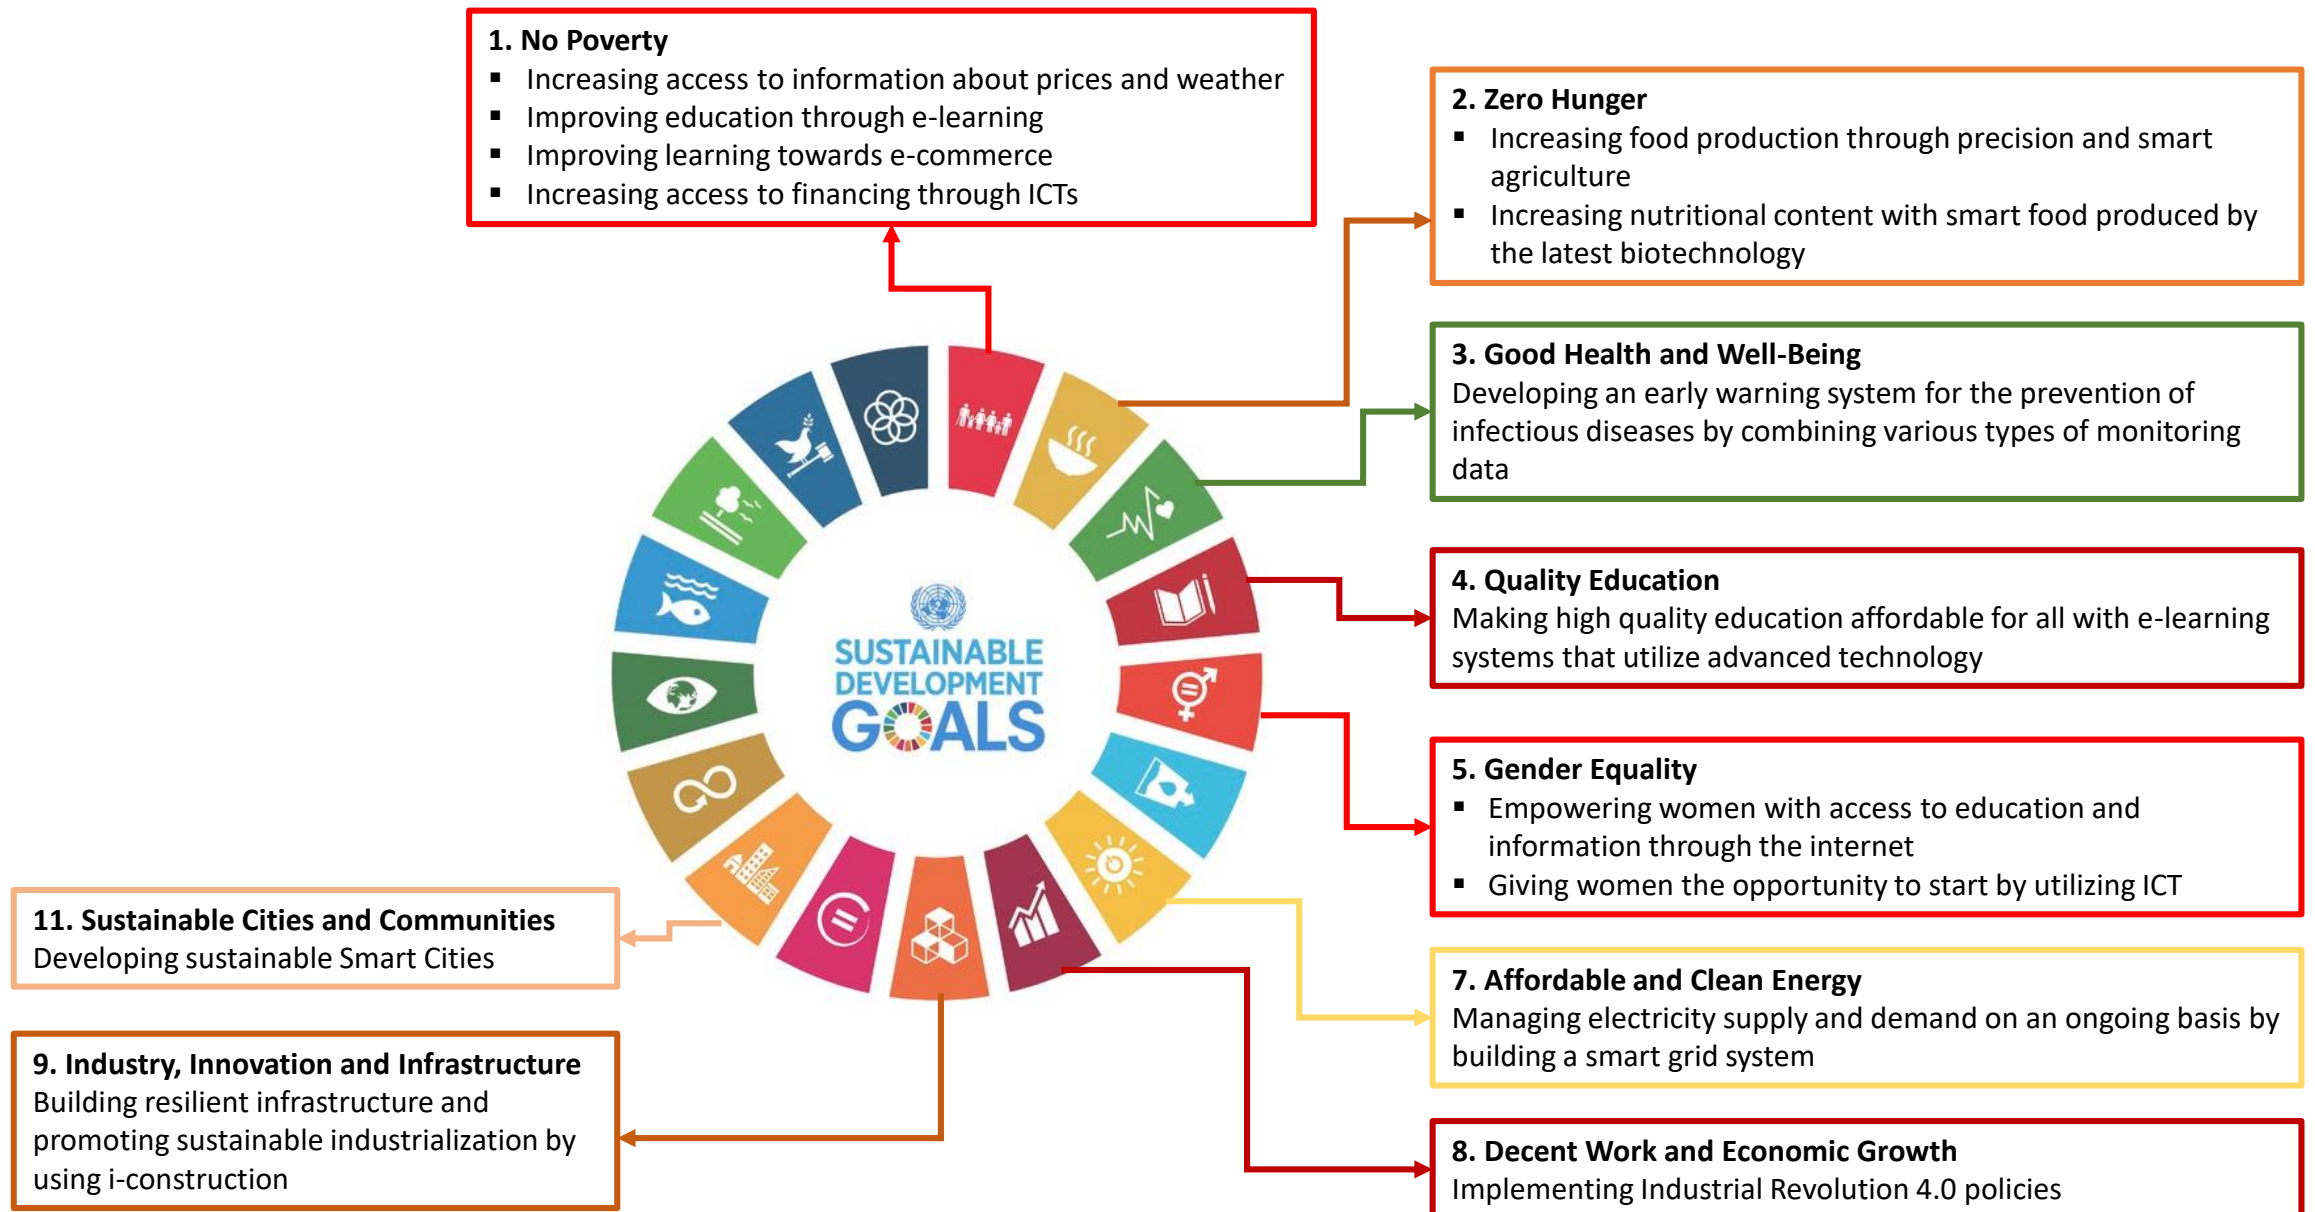 1. No Poverty
▪ Increasing access to information about prices and weather
▪ Improving education through e-learning
▪ Improving learning towards e-commerce
▪ Increasing access to financing through ICTs
2. Zero Hunger
▪ Increasing food production through precision and smart
agriculture
▪ Increasing nutritional content with smart food produced by
the latest biotechnology
3. Good Health and Well-Being
Developing an early warning system for the prevention of
infectious diseases by combining various types of monitoring
data
4. Quality Education
Making high quality education affordable for all with e-learning
systems that utilize advanced technology
5. Gender Equality
▪ Empowering women with access to education and
information through the internet
▪ Giving women the opportunity to start by utilizing ICT
7. Affordable and Clean Energy
Managing electricity supply and demand on an ongoing basis by
building a smart grid system
8. Decent Work and Economic Growth
Implementing Industrial Revolution 4.0 policies
SUSTAINABLE
DEVELOPMENT
GOALS
11. Sustainable Cities and Communities
Developing sustainable Smart Cities
9. Industry, Innovation and Infrastructure
Building resilient infrastructure and
promoting sustainable industrialization by
using i-construction